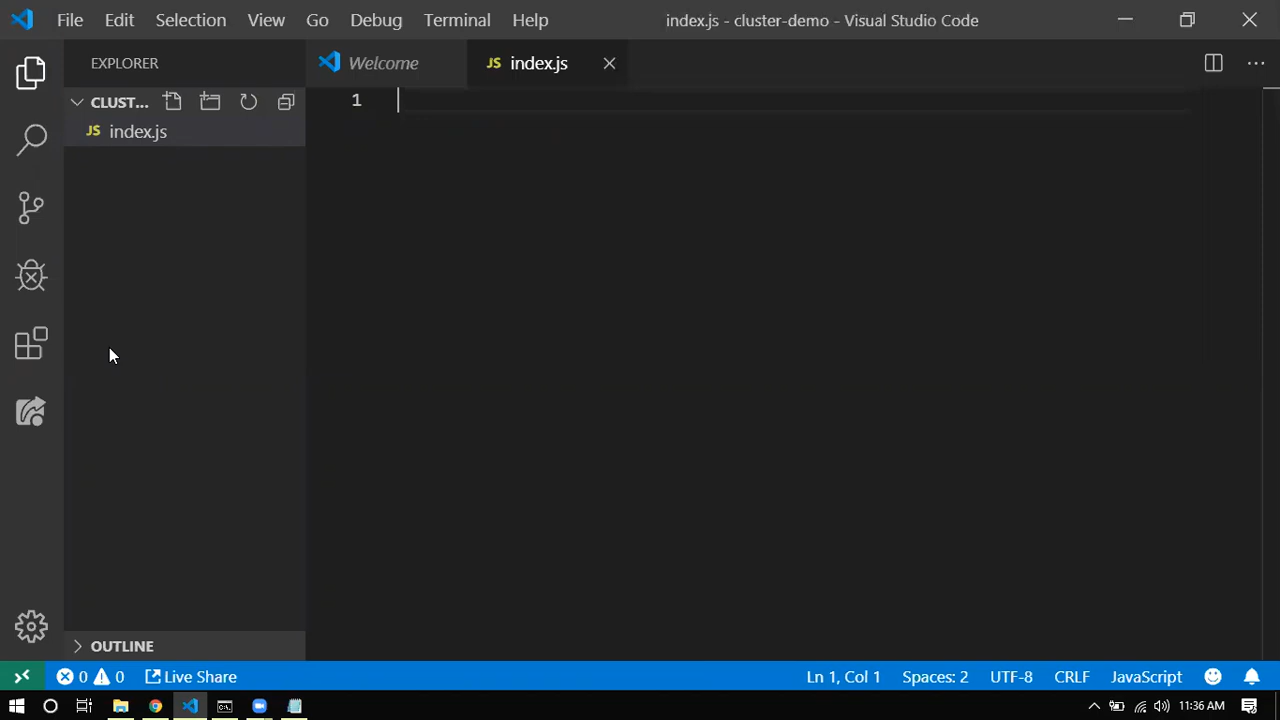 File Edit Selection View Go Debug Terminal Help
index.js - cluster-demo - Visual Studio Code
EXPLORER
Welcome
JS index.js
CLUST...
JS index.js
1
OUTLINE
0 0 Live Share
Ln 1, Col 1 Spaces: 2 UTF-8 CRLF JavaScript
11:36 AM